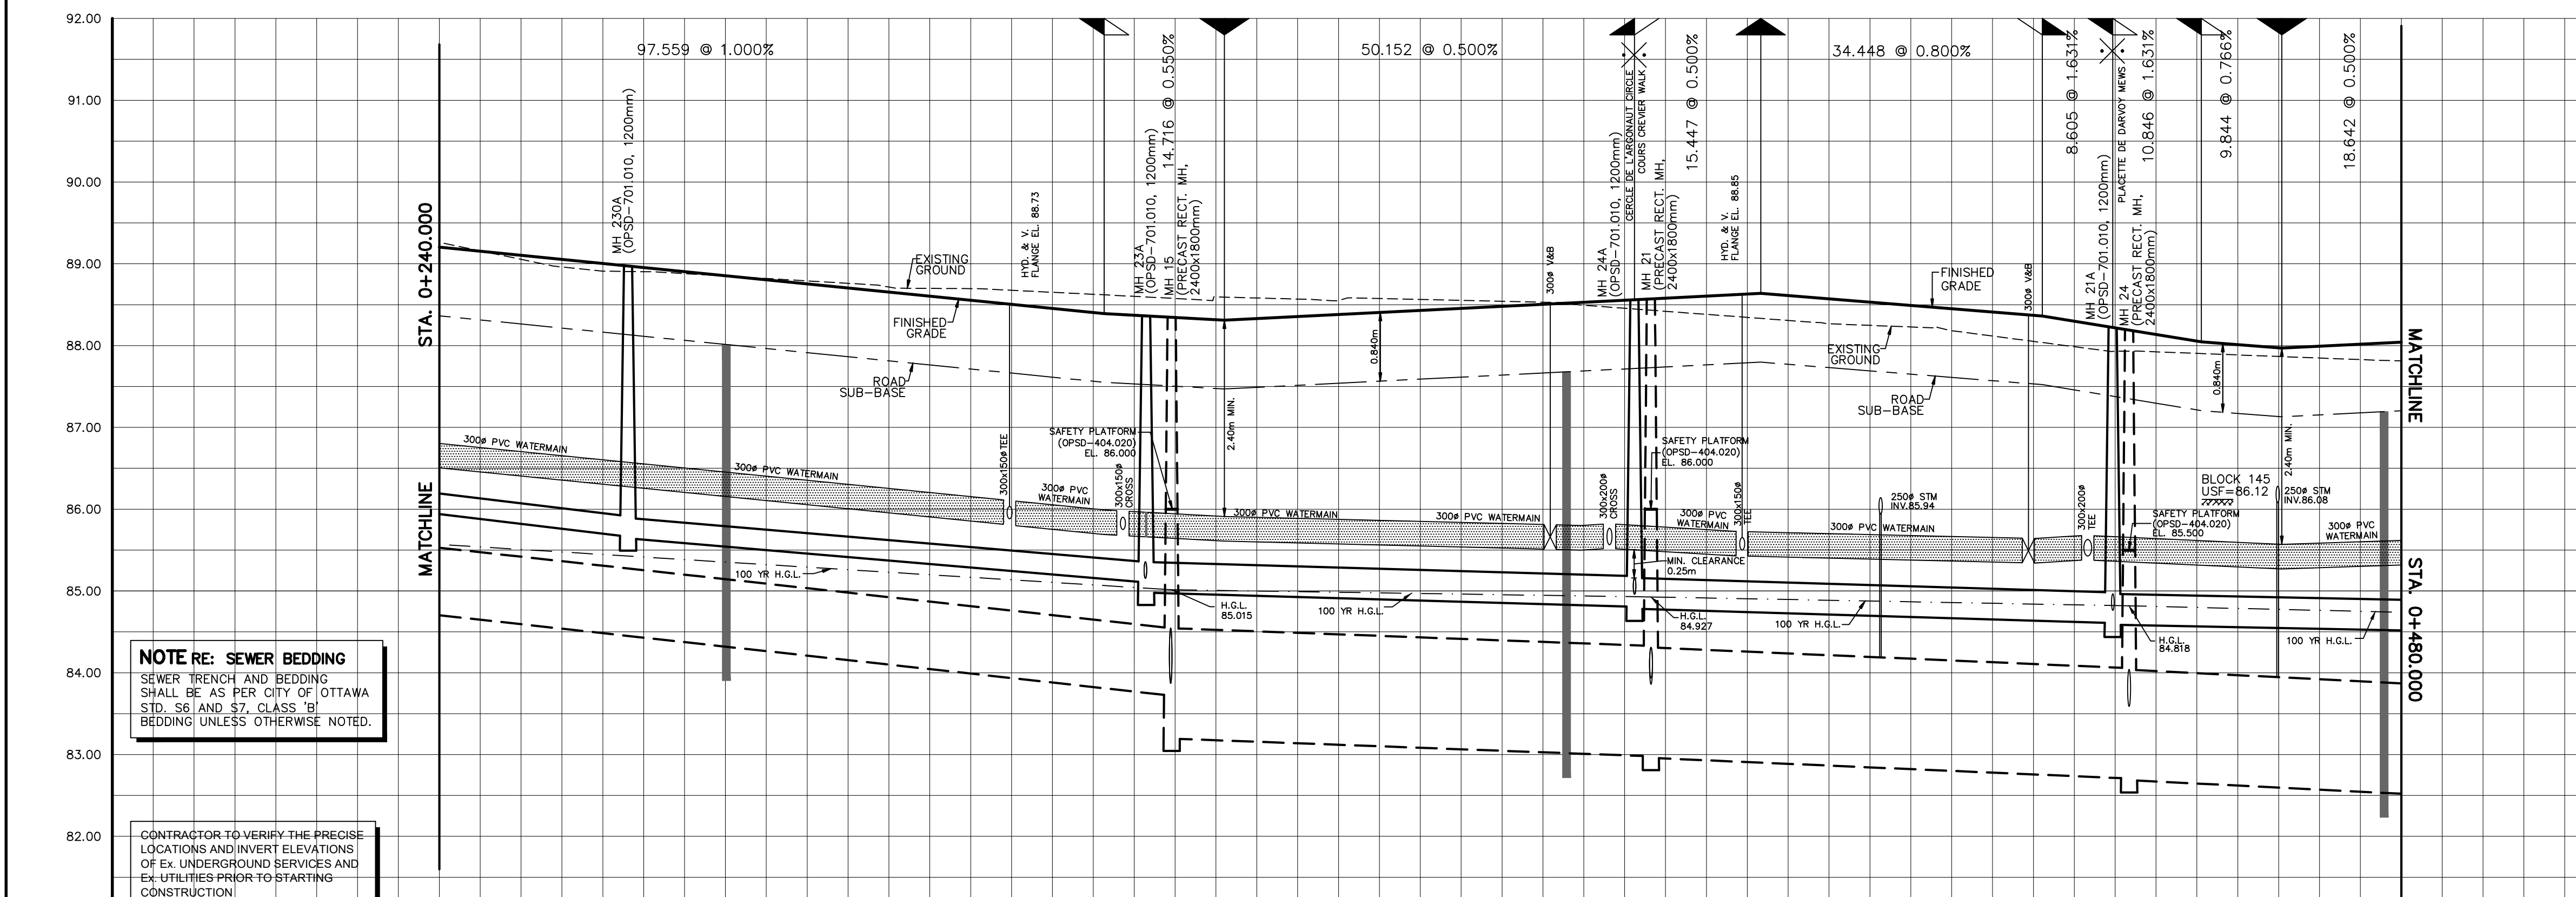 92.00
91.00
90.00
89.00
88.00
87.00
86.00
85.00
84.00
83.00
82.00
97.559 @ 1.000%
14.716 @ 0.550%
50.152 @ 0.500%
15.447 @ 0.500%
34.448 @ 0.800%
8.605 @ 1.631%
10.846 @ 1.631%
9.844 @ 0.766%
18.642 @ 0.500%
STA. 0+240.000
MATCHLINE
MH 230A
(OPSD-701.010, 1200mm)
HYD. & V.
FLANGE EL. 88.73
MH 23A
(OPSD-701.010, 1200mm)
MH 15
(PRECAST RECT. MH,
2400x1800mm)
300ø V&B
MH 24A
(OPSD-701.010, 1200mm)
CERCLE DE L'ARGONAUT CIRCLE
COURS CREVIER WALK
MH 21
(PRECAST RECT. MH,
2400x1800mm)
HYD. & V.
FLANGE EL. 88.85
300ø V&B
MH 21A
(OPSD-701.010, 1200mm)
PLACETTE DE DARVOY MEWS
MH 24
(PRECAST RECT. MH,
2400x1800mm)
EXISTING
GROUND
FINISHED
GRADE
ROAD
SUB-BASE
0.840m
2.40m MIN.
FINISHED
GRADE
EXISTING
GROUND
ROAD
SUB-BASE
0.840m
2.40m MIN.
MATCHLINE
STA. 0+480.000
300ø PVC WATERMAIN
300ø PVC WATERMAIN
300x150øTEE
300ø PVC
WATERMAIN
300x150ø
CROSS
SAFETY PLATFORM
(OPSD-404.020)
EL. 86.000
300ø PVC WATERMAIN
300ø PVC WATERMAIN
300x200ø
CROSS
SAFETY PLATFORM
(OPSD-404.020)
EL. 86.000
300ø PVC
WATERMAIN
300x150ø
TEE
MIN. CLEARANCE
0.25m
300ø PVC WATERMAIN
250ø STM
INV.85.94
300x200ø
TEE
SAFETY PLATFORM
(OPSD-404.020)
EL. 85.500
BLOCK 145
USF=86.12
250ø STM
INV.86.08
300ø PVC
WATERMAIN
100 YR H.G.L.
H.G.L.
85.015
100 YR H.G.L.
H.G.L.
84.927
100 YR H.G.L.
H.G.L.
84.818
100 YR H.G.L.
NOTE RE: SEWER BEDDING
SEWER TRENCH AND BEDDING
SHALL BE AS PER CITY OF OTTAWA
STD. S6 AND S7, CLASS 'B'
BEDDING UNLESS OTHERWISE NOTED.
CONTRACTOR TO VERIFY THE PRECISE
LOCATIONS AND INVERT ELEVATIONS
OF Ex. UNDERGROUND SERVICES AND
Ex. UTILITIES PRIOR TO STARTING
CONSTRUCTION